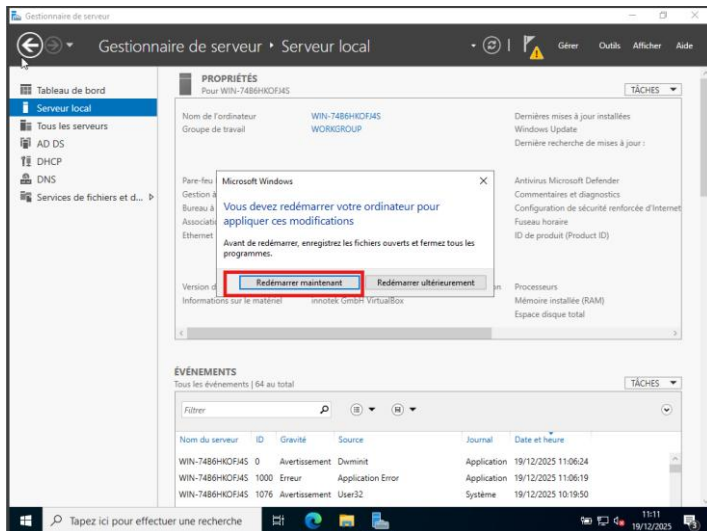 Gestionnaire de serveur
Gestionnaire de serveur • Serveur local
Gérer Outils Afficher Aide
Tableau de bord
Serveur local
Tous les serveurs
AD DS
DHCP
DNS
Services de fichiers et d...
PROPRIÉTÉS
Pour WIN-74B6HKOFJ4S
TÂCHES
Nom de l'ordinateur WIN-74B6HKOFJ4S Dernières mises à jour installées
Groupe de travail WORKGROUP Windows Update
Dernière recherche de mises à jour :
Pare-feu Antivirus Microsoft Defender
Gestion à Commentaires et diagnostics
Bureau à Configuration de sécurité renforcée d'Internet
Associati Fuseau horaire
Ethernet ID de produit (Product ID)
Microsoft Windows
Vous devez redémarrer votre ordinateur pour
appliquer ces modifications
Avant de redémarrer, enregistrez les fichiers ouverts et fermez tous les
programmes.
Redémarrer maintenant Redémarrer ultérieurement
Version d Processeurs
Informations sur le matériel innotek GmbH VirtualBox Mémoire installée (RAM)
Espace disque total
ÉVÉNEMENTS
Tous les événements | 64 au total
TÂCHES
Filtrer
Nom du serveur ID Gravité Source Journal Date et heure
WIN-74B6HKOFJ4S 0 Avertissement Dwminit Application 19/12/2025 11:06:24
WIN-74B6HKOFJ4S 1000 Erreur Application Error Application 19/12/2025 11:06:19
WIN-74B6HKOFJ4S 1076 Avertissement User32 Système 19/12/2025 10:19:50
Tapez ici pour effectuer une recherche
11:11
19/12/2025